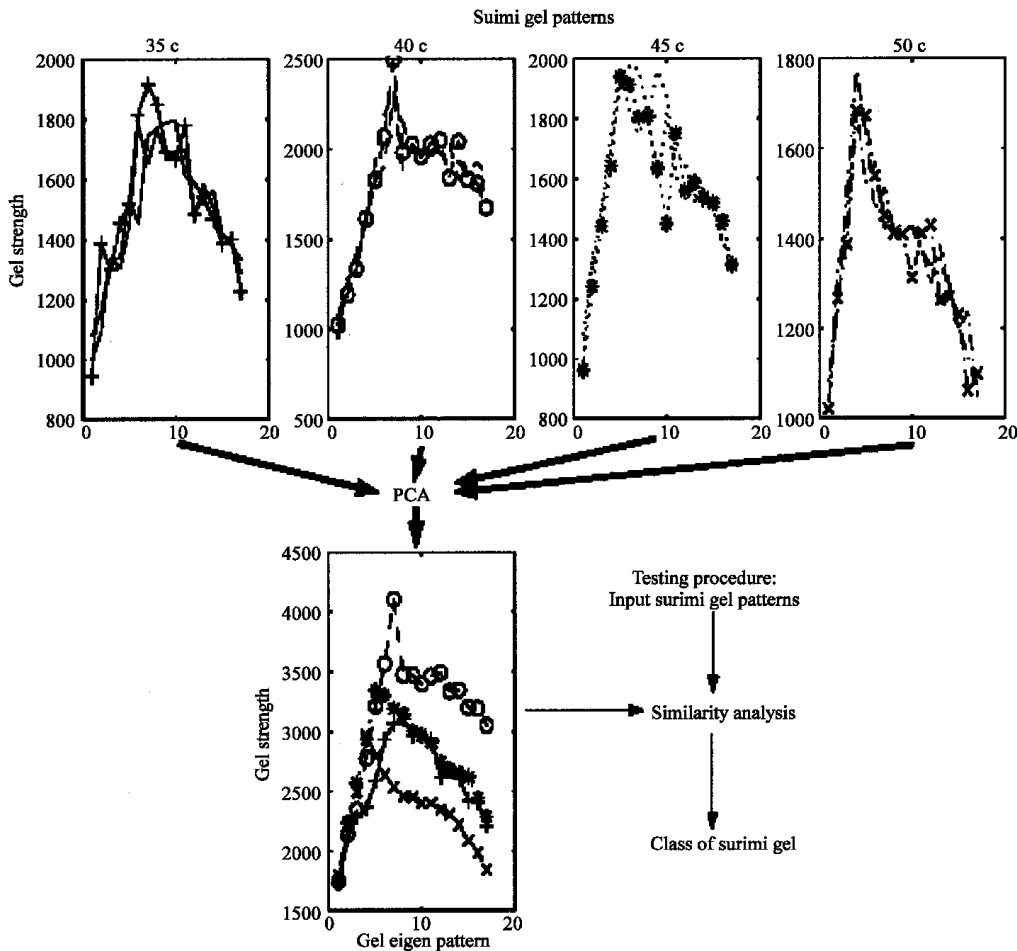 Suimi gel patterns
35 c
40 c
45 c
50 c
Gel strength
2000
1800
1600
1400
1200
1000
800
0 10 20
2500
2000
1500
1000
500
0 10 20
2000
1800
1600
1400
1200
1000
800
0 10 20
1800
1600
1400
1200
1000
0 10 20
PCA
Gel strength
4500
4000
3500
3000
2500
2000
1500
0 10 20
Gel eigen pattern
Testing procedure:
Input surimi gel patterns
Similarity analysis
Class of surimi gel